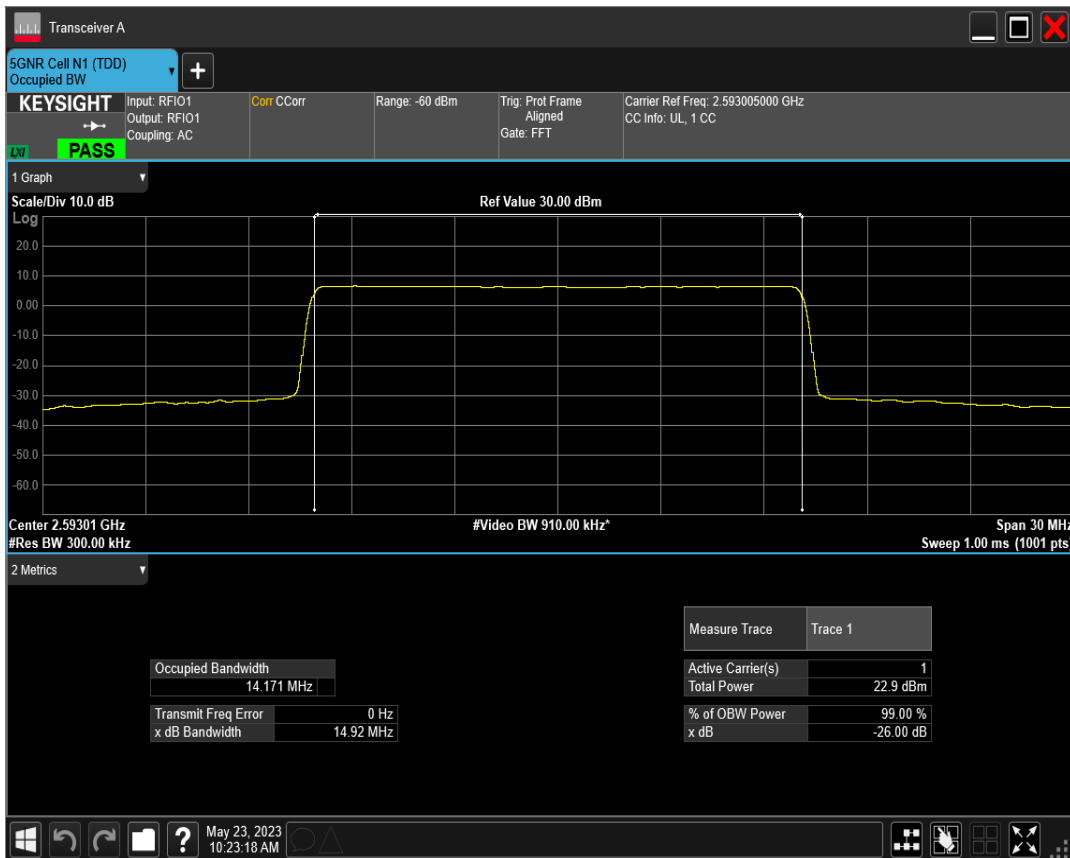 Transceiver A
5GNR Cell N1 (TDD)
Occupied BW
+
KEYSIGHT
LXI
PASS
Input: RFIO1
Output: RFIO1
Coupling: AC
Corr CCorr
Range: -60 dBm
Trig: Prot Frame
Aligned
Gate: FFT
Carrier Ref Freq: 2.593005000 GHz
CC Info: UL, 1 CC
1 Graph
Scale/Div 10.0 dB
Ref Value 30.00 dBm
Log
20.0
10.0
0.00
-10.0
-20.0
-30.0
-40.0
-50.0
-60.0
Center 2.59301 GHz
#Video BW 910.00 kHz*
Span 30 MHz
#Res BW 300.00 kHz
Sweep 1.00 ms (1001 pts)
2 Metrics
Measure Trace Trace 1
Occupied Bandwidth
14.171 MHz
Active Carrier(s) 1
Total Power 22.9 dBm
Transmit Freq Error 0 Hz
x dB Bandwidth 14.92 MHz
% of OBW Power 99.00 %
x dB -26.00 dB
?
May 23, 2023
10:23:18 AM